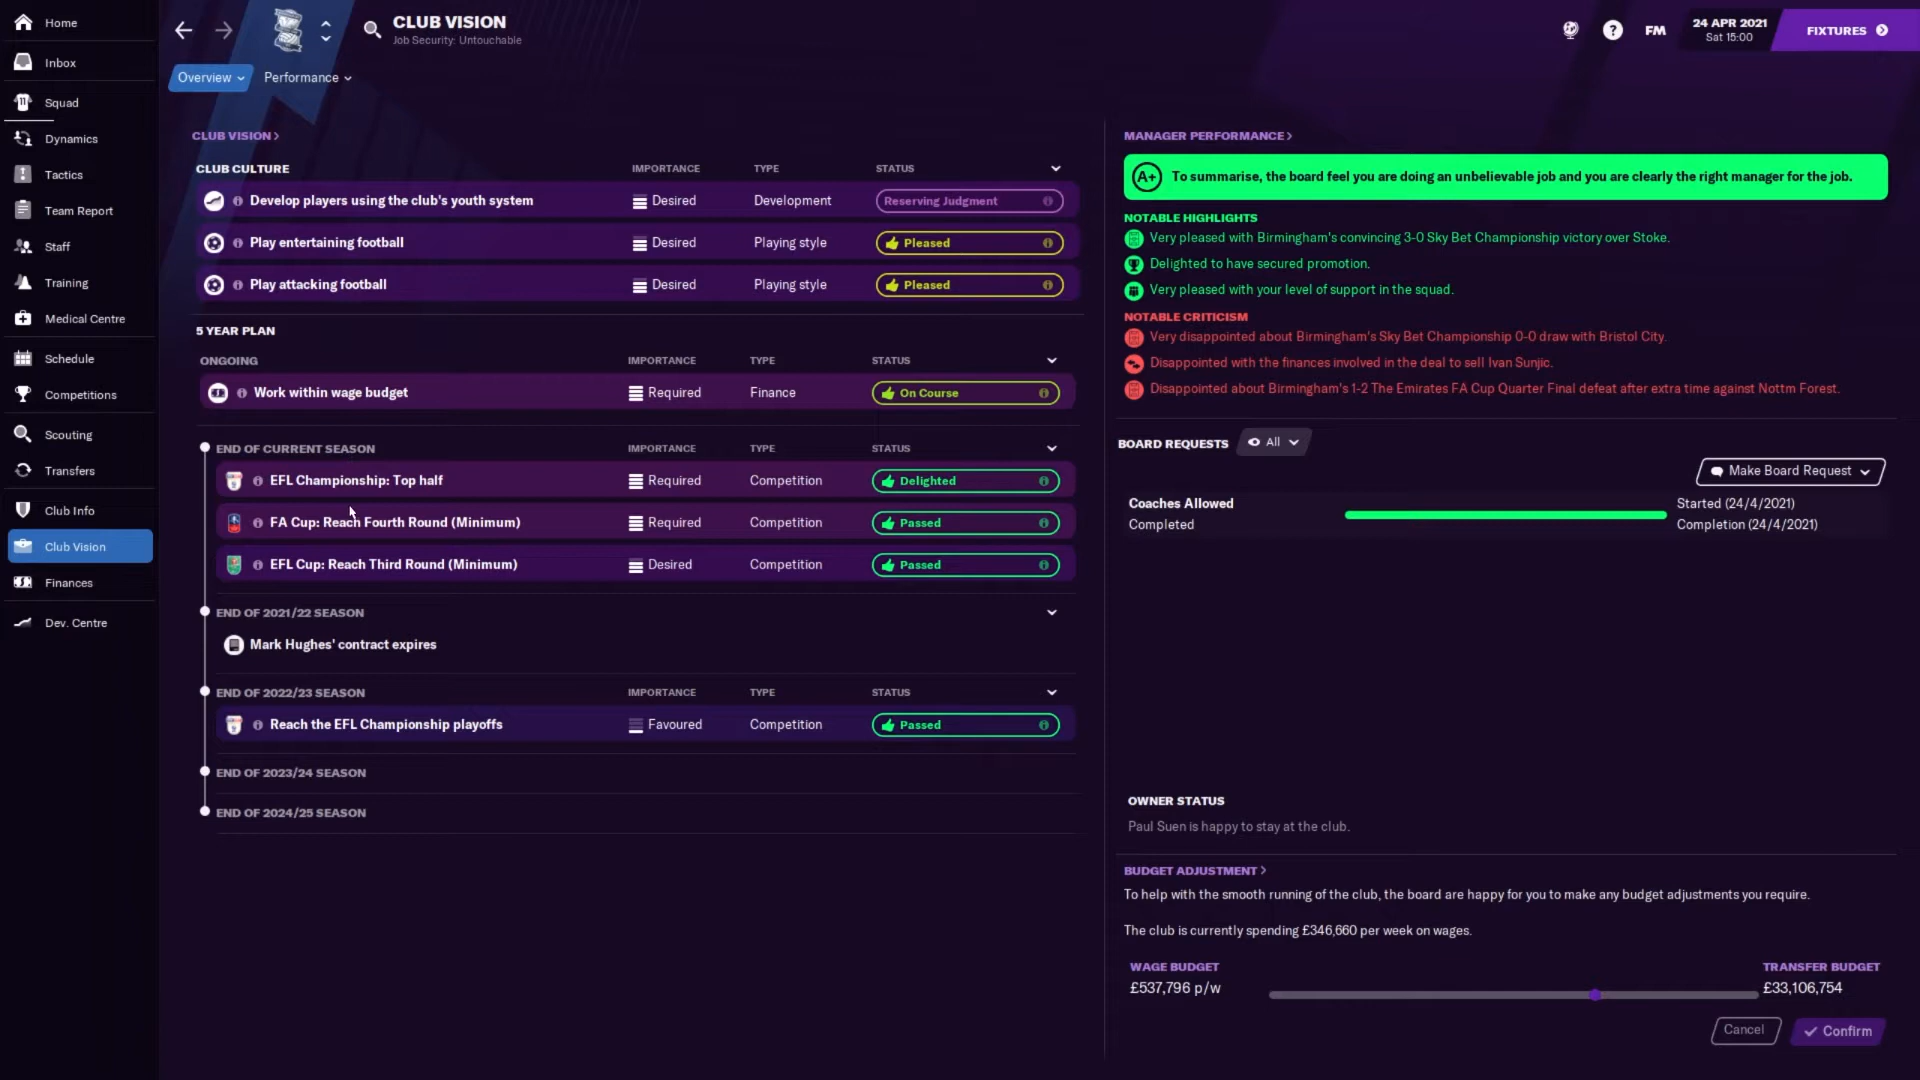 Home
Inbox
Squad
Dynamics
Tactics
Team Report
Staff
Training
Medical Centre
Schedule
Competitions
Scouting
Transfers
Club Info
Club Vision
Finances
Dev. Centre
CLUB VISION
Job Security: Untouchable
FM
24 APR 2021
Sat 15:00
FIXTURES
Overview
Performance
CLUB VISION
CLUB CULTURE IMPORTANCE TYPE STATUS
Develop players using the club's youth system Desired Development Reserving Judgment
Play entertaining football Desired Playing style Pleased
Play attacking football Desired Playing style Pleased
5 YEAR PLAN
ONGOING IMPORTANCE TYPE STATUS
Work within wage budget Required Finance On Course
END OF CURRENT SEASON IMPORTANCE TYPE STATUS
EFL Championship: Top half Required Competition Delighted
FA Cup: Reach Fourth Round (Minimum) Required Competition Passed
EFL Cup: Reach Third Round (Minimum) Desired Competition Passed
END OF 2021/22 SEASON
Mark Hughes' contract expires
END OF 2022/23 SEASON IMPORTANCE TYPE STATUS
Reach the EFL Championship playoffs Favoured Competition Passed
END OF 2023/24 SEASON
END OF 2024/25 SEASON
MANAGER PERFORMANCE
A+ To summarise, the board feel you are doing an unbelievable job and you are clearly the right manager for the job.
NOTABLE HIGHLIGHTS
Very pleased with Birmingham's convincing 3-0 Sky Bet Championship victory over Stoke.
Delighted to have secured promotion.
Very pleased with your level of support in the squad.
NOTABLE CRITICISM
Very disappointed about Birmingham's Sky Bet Championship 0-0 draw with Bristol City.
Disappointed with the finances involved in the deal to sell Ivan Sunjic.
Disappointed about Birmingham's 1-2 The Emirates FA Cup Quarter Final defeat after extra time against Nottm Forest.
BOARD REQUESTS All
Make Board Request
Coaches Allowed Started (24/4/2021)
Completed Completion (24/4/2021)
OWNER STATUS
Paul Suen is happy to stay at the club.
BUDGET ADJUSTMENT
To help with the smooth running of the club, the board are happy for you to make any budget adjustments you require.
The club is currently spending £346,660 per week on wages.
WAGE BUDGET TRANSFER BUDGET
£537,796 p/w £33,106,754
Cancel Confirm